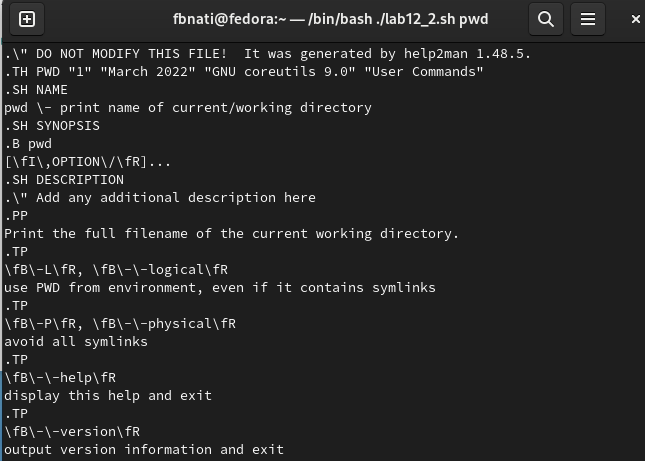 fbnati@fedora:~ — /bin/bash ./lab12_2.sh pwd
.\" DO NOT MODIFY THIS FILE!  It was generated by help2man 1.48.5.
.TH PWD "1" "March 2022" "GNU coreutils 9.0" "User Commands"
.SH NAME
pwd \- print name of current/working directory
.SH SYNOPSIS
.B pwd
[\fI\,OPTION\/\fR]...
.SH DESCRIPTION
.\" Add any additional description here
.PP
Print the full filename of the current working directory.
.TP
\fB\-L\fR, \fB\-\-logical\fR
use PWD from environment, even if it contains symlinks
.TP
\fB\-P\fR, \fB\-\-physical\fR
avoid all symlinks
.TP
\fB\-\-help\fR
display this help and exit
.TP
\fB\-\-version\fR
output version information and exit